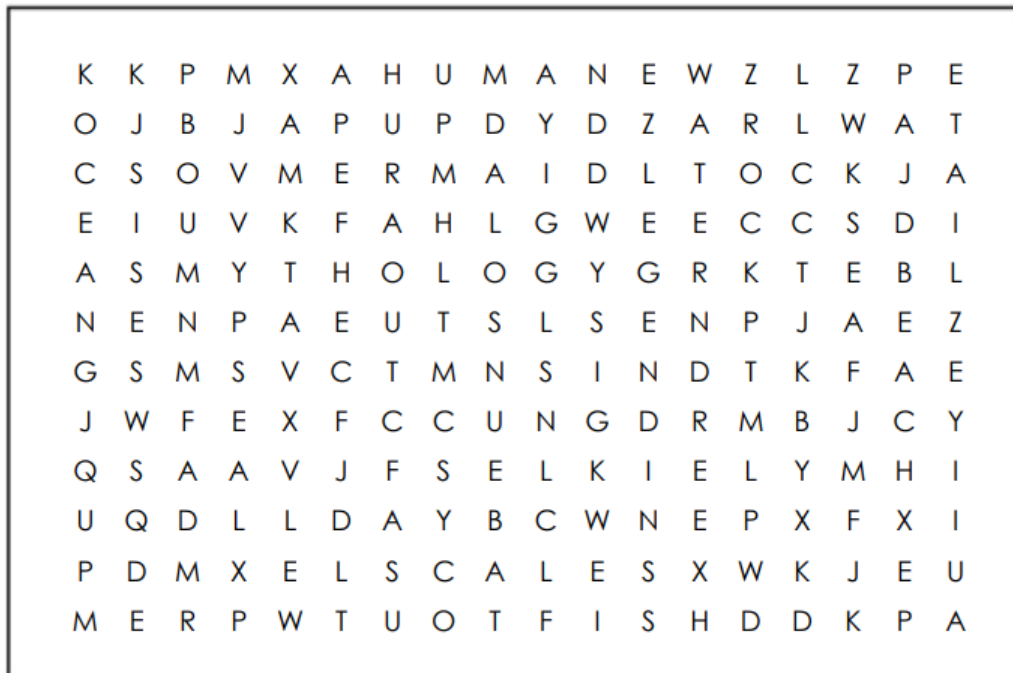 K K P M X A H U M A N E W Z L Z P E
O J B J A P U P D Y D Z A R L W A T
C S O V M E R M A I D L T O C K J A
E I U V K F A H L G W E E C C S D I
A S M Y T H O L O G Y G R K T E B L
N E N P A E U T S L S E N P J A E Z
G S M S V C T M N S I N D T K F A E
J W F E X F C C U N G D R M B J C Y
Q S A A V J F S E L K I E L Y M H I
U Q D L L D A Y B C W N E P X F X I
P D M X E L S C A L E S X W K J E U
M E R P W T U O T F I S H D D K P A